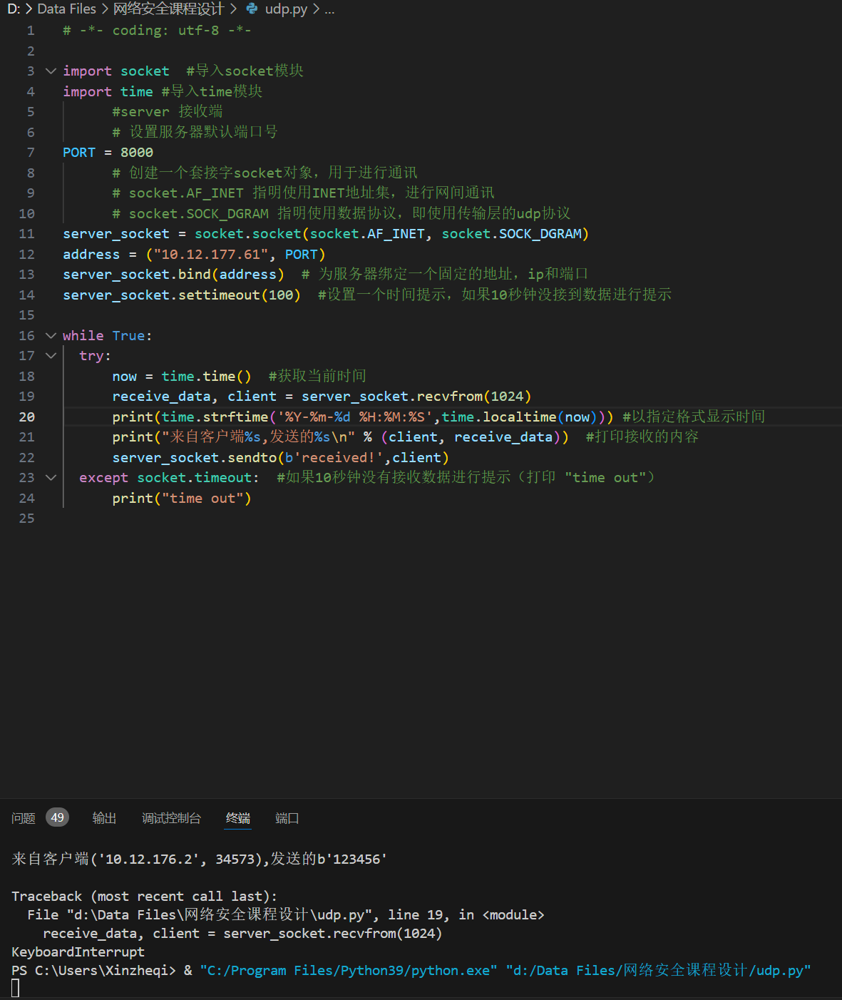 D: > Data Files > 网络安全课程设计 > udp.py > ...
1 # -*- coding: utf-8 -*-
2
3 import socket  #导入socket模块
4 import time #导入time模块
5       #server 接收端
6       # 设置服务器默认端口号
7 PORT = 8000
8       # 创建一个套接字socket对象，用于进行通讯
9       # socket.AF_INET 指明使用INET地址集，进行网间通讯
10       # socket.SOCK_DGRAM 指明使用数据协议，即使用传输层的udp协议
11 server_socket = socket.socket(socket.AF_INET, socket.SOCK_DGRAM)
12 address = ("10.12.177.61", PORT)
13 server_socket.bind(address)  # 为服务器绑定一个固定的地址，ip和端口
14 server_socket.settimeout(100)  #设置一个时间提示，如果10秒钟没接到数据进行提示
15
16 while True:
17   try:
18       now = time.time()  #获取当前时间
19       receive_data, client = server_socket.recvfrom(1024)
20       print(time.strftime('%Y-%m-%d %H:%M:%S',time.localtime(now))) #以指定格式显示时间
21       print("来自客户端%s,发送的%s\n" % (client, receive_data))  #打印接收的内容
22       server_socket.sendto(b'received!',client)
23   except socket.timeout:  #如果10秒钟没有接收数据进行提示（打印 "time out"）
24       print("time out")
25
问题 49 输出 调试控制台 终端 端口
来自客户端('10.12.176.2', 34573),发送的b'123456'
Traceback (most recent call last):
  File "d:\Data Files\网络安全课程设计\udp.py", line 19, in <module>
    receive_data, client = server_socket.recvfrom(1024)
KeyboardInterrupt
PS C:\Users\Xinzheqi> & "C:/Program Files/Python39/python.exe" "d:/Data Files/网络安全课程设计/udp.py"